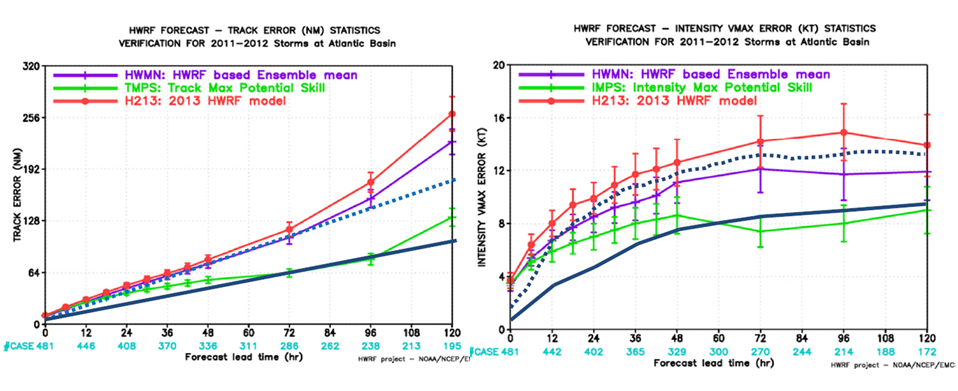 HWRF FORECAST – TRACK ERROR (NM) STATISTICS
VERIFICATION FOR 2011–2012 Storms at Atlantic Basin
320
256
192
128
64
0
TRACK ERROR (NM)
HWMN: HWRF based Ensemble mean
TMPS: Track Max Potential Skill
H213: 2013 HWRF model
0 12 24 36 48 60 72 84 96 108 120
#CASE 481 446 408 370 336 311 286 262 238 213 195
Forecast lead time (hr)
HWRF project – NOAA/NCEP/E
HWRF FORECAST – INTENSITY VMAX ERROR (KT) STATISTICS
VERIFICATION FOR 2011–2012 Storms at Atlantic Basin
20
16
12
8
4
0
INTENSITY VMAX ERROR (KT)
HWMN: HWRF based Ensemble mean
IMPS: Intensity Max Potential Skill
H213: 2013 HWRF model
0 12 24 36 48 60 72 84 96 108 120
#CASE 481 442 402 365 329 300 270 244 214 188 172
Forecast lead time (hr)
HWRF project – NOAA/NCEP/EMC